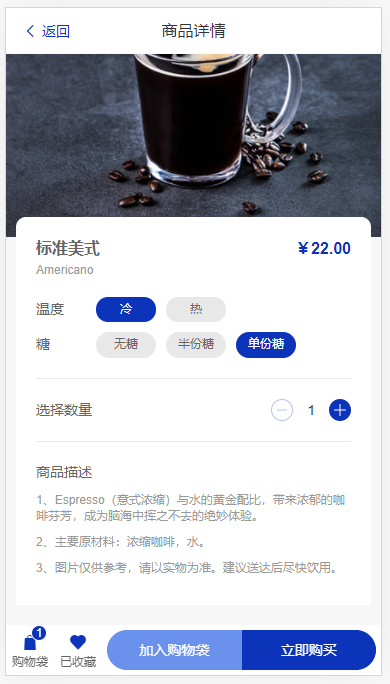 返回
商品详情
标准美式
￥22.00
Americano
温度
冷
热
糖
无糖
半份糖
单份糖
选择数量
1
商品描述
1、Espresso（意式浓缩）与水的黄金配比，带来浓郁的咖
啡芬芳，成为脑海中挥之不去的绝妙体验。
2、主要原材料：浓缩咖啡，水。
3、图片仅供参考，请以实物为准。建议送达后尽快饮用。
1
购物袋
已收藏
加入购物袋
立即购买